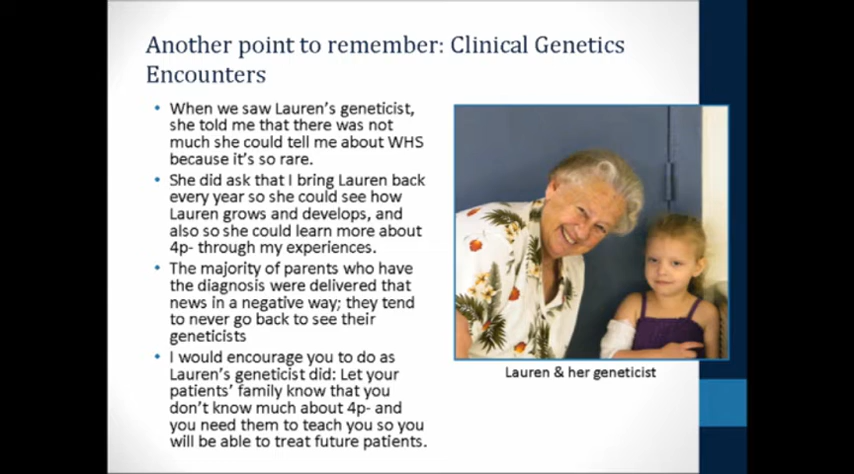 Another point to remember: Clinical Genetics
Encounters
• When we saw Lauren's geneticist,
she told me that there was not
much she could tell me about WHS
because it's so rare.
• She did ask that I bring Lauren back
every year so she could see how
Lauren grows and develops, and
also so she could learn more about
4p- through my experiences.
• The majority of parents who have
the diagnosis were delivered that
news in a negative way; they tend
to never go back to see their
geneticists
• I would encourage you to do as
Lauren's geneticist did: Let your
patients' family know that you
don't know much about 4p- and
you need them to teach you so you
will be able to treat future patients.
Lauren & her geneticist